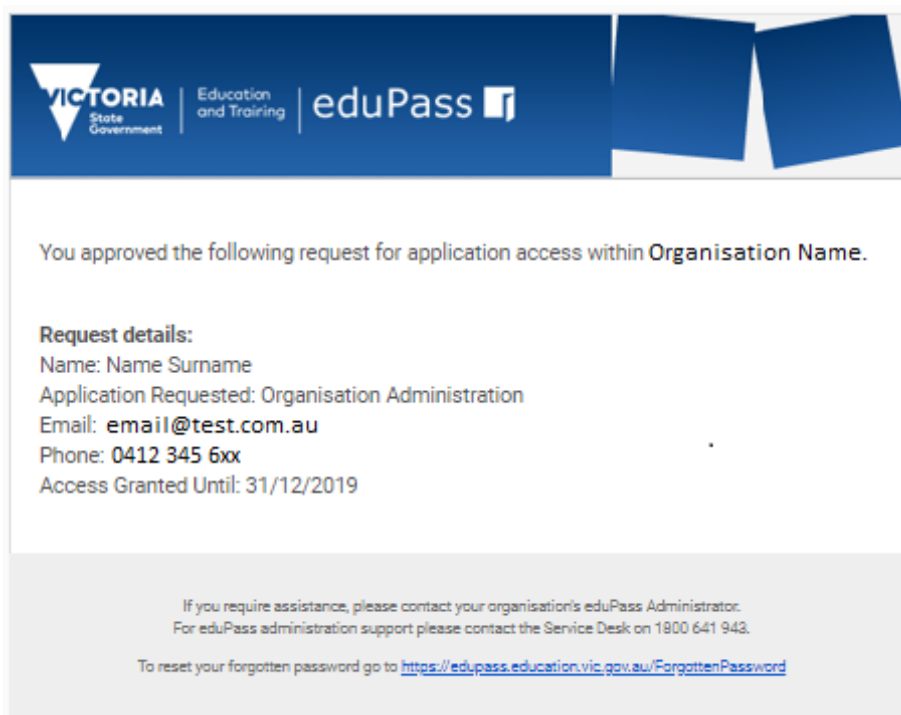 VICTORIA
State
Government
Education
and Training
eduPass
You approved the following request for application access within Organisation Name.
Request details:
Name: Name Surname
Application Requested: Organisation Administration
Email: email@test.com.au
Phone: 0412 345 6xx
Access Granted Until: 31/12/2019
If you require assistance, please contact your organisation's eduPass Administrator.
For eduPass administration support please contact the Service Desk on 1800 641 943.
To reset your forgotten password go to https://edupass.education.vic.gov.au/ForgottenPassword